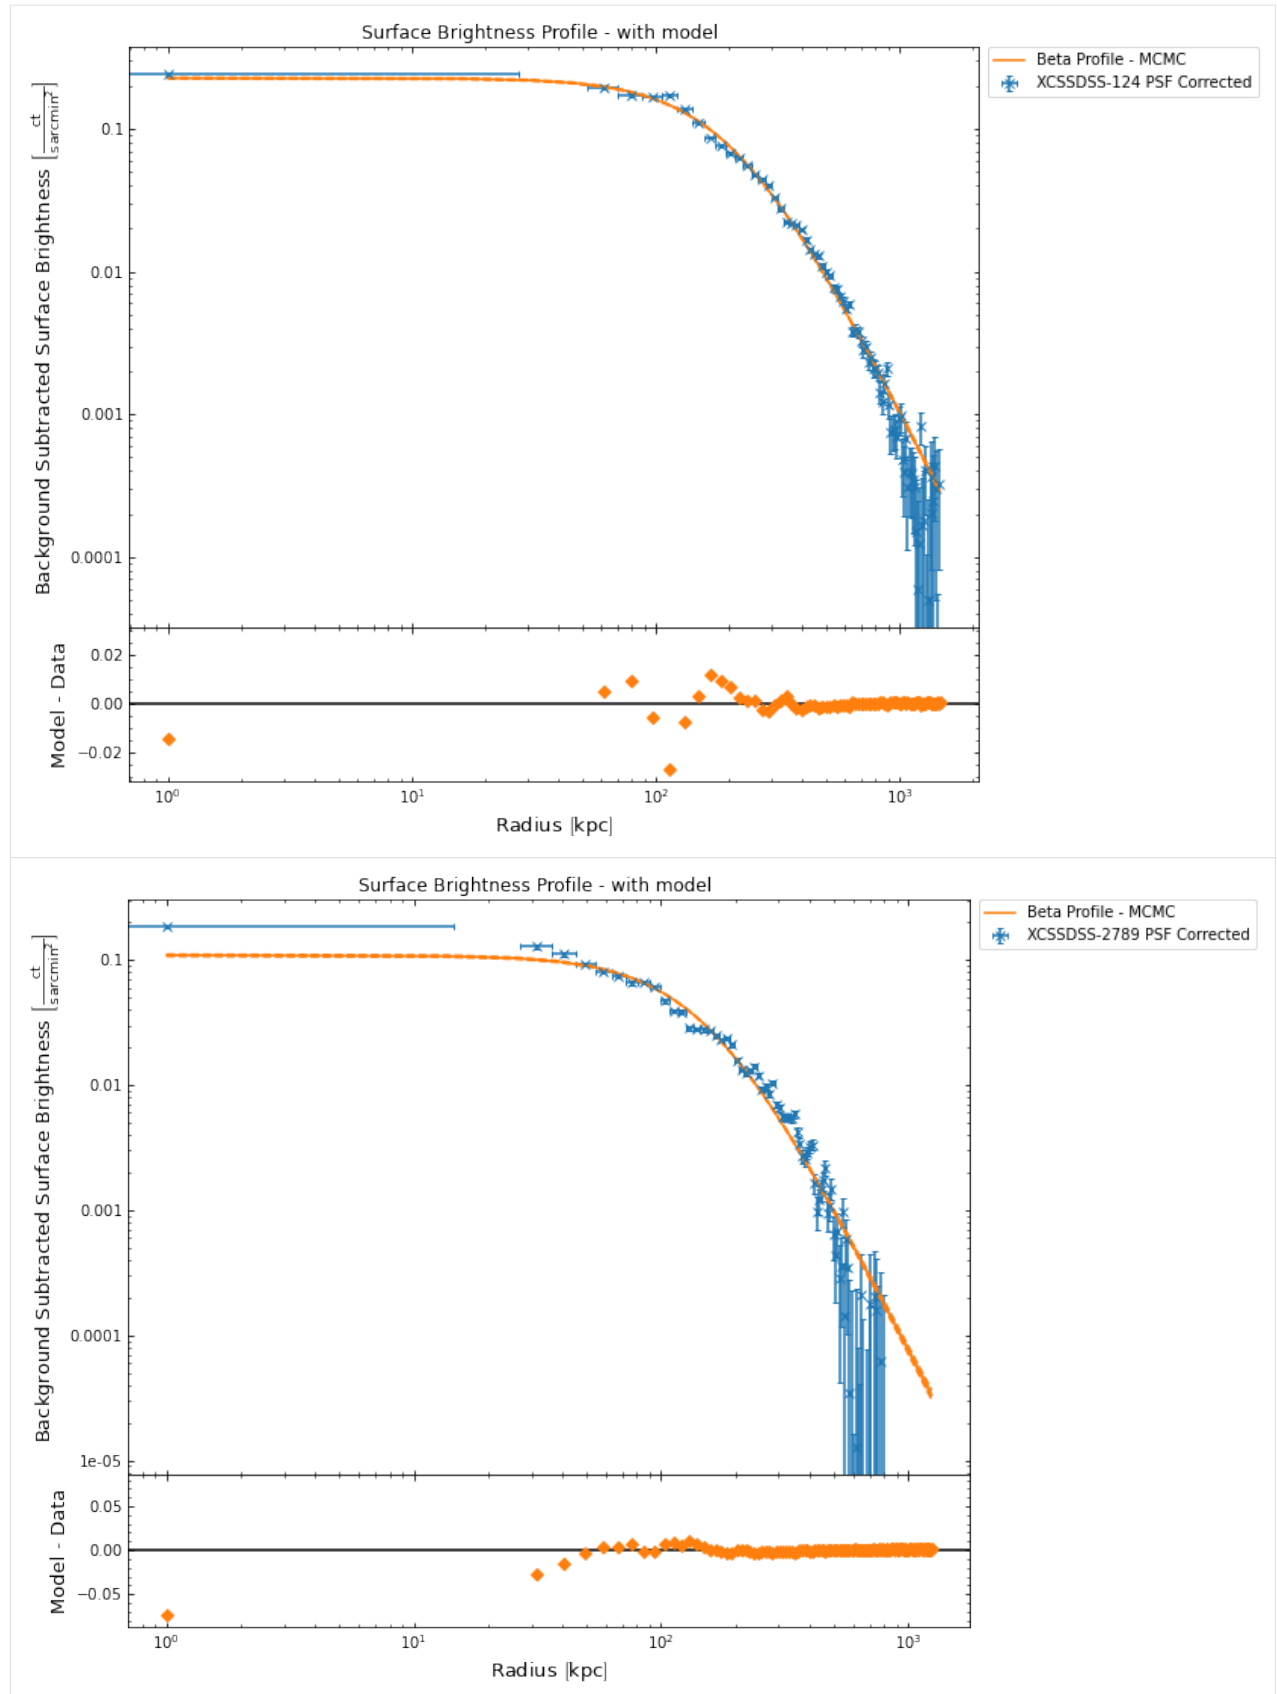 Surface Brightness Profile - with model
Beta Profile - MCMC
XCSSDSS-124 PSF Corrected
Background Subtracted Surface Brightness [ct / s arcmin²]
0.1
0.01
0.001
0.0001
Model - Data
0.02
0.00
−0.02
10⁰ 10¹ 10² 10³
Radius [kpc]
Surface Brightness Profile - with model
Beta Profile - MCMC
XCSSDSS-2789 PSF Corrected
Background Subtracted Surface Brightness [ct / s arcmin²]
0.1
0.01
0.001
0.0001
1e-05
Model - Data
0.05
0.00
−0.05
10⁰ 10¹ 10² 10³
Radius [kpc]